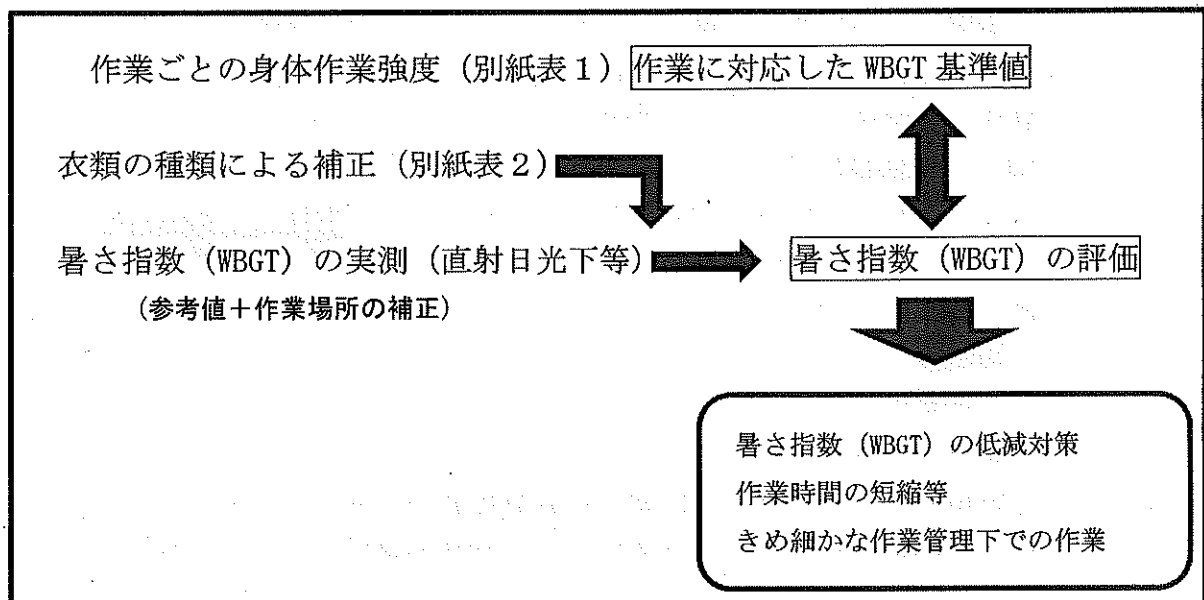 作業ごとの身体作業強度（別紙表１）作業に対応した WBGT 基準値
衣類の種類による補正（別紙表２）
暑さ指数（WBGT）の実測（直射日光下等）
暑さ指数（WBGT）の評価
（参考値＋作業場所の補正）
暑さ指数（WBGT）の低減対策
作業時間の短縮等
きめ細かな作業管理下での作業